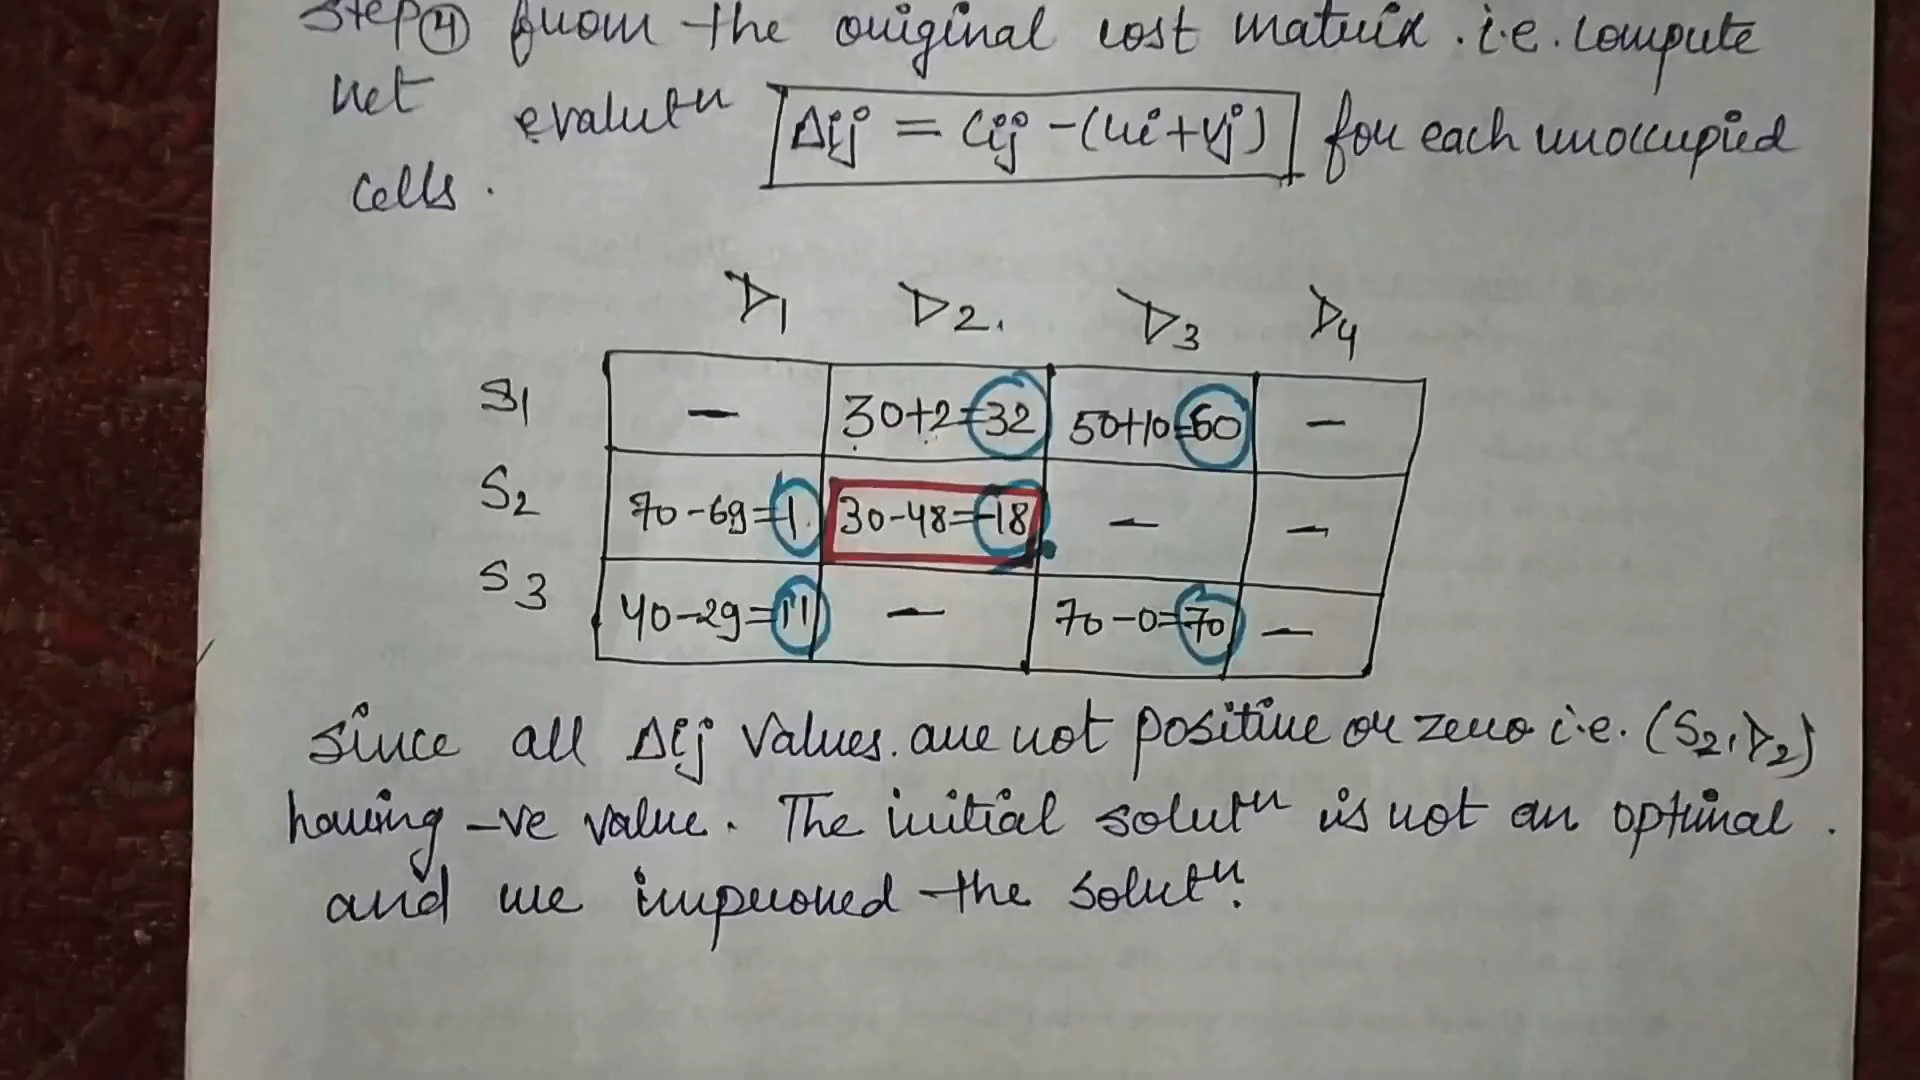 Step ④ from the original cost matrix. i.e. compute
net evalutⁿ Δij = Cij - (ui+vj) for each unoccupied
cells.
D1 D2. D3 D4
S1 — 30+2=32 50+10=60 —
S2 70-69=1 30-48=-18 — —
S3 40-29=11 — 70-0=70 —
Since all Δij values. are not positive or zero i.e. (S2, D2)
having -ve value. The initial solutⁿ is not an optimal.
and we improved the solutⁿ.